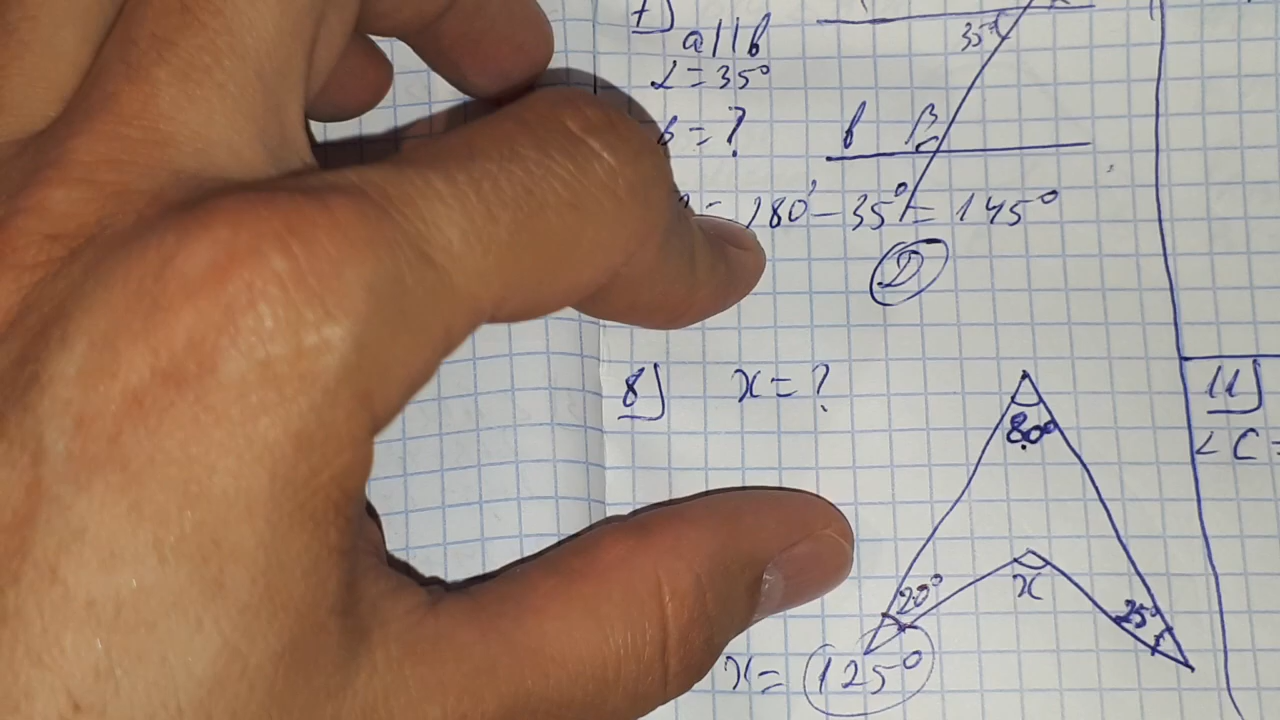 7)
a||b
α=35°
35°
=?
b β
=180°-35°=145°
D
8) x=?
80°
20°
x
25°
x=125°
11)
∠C=